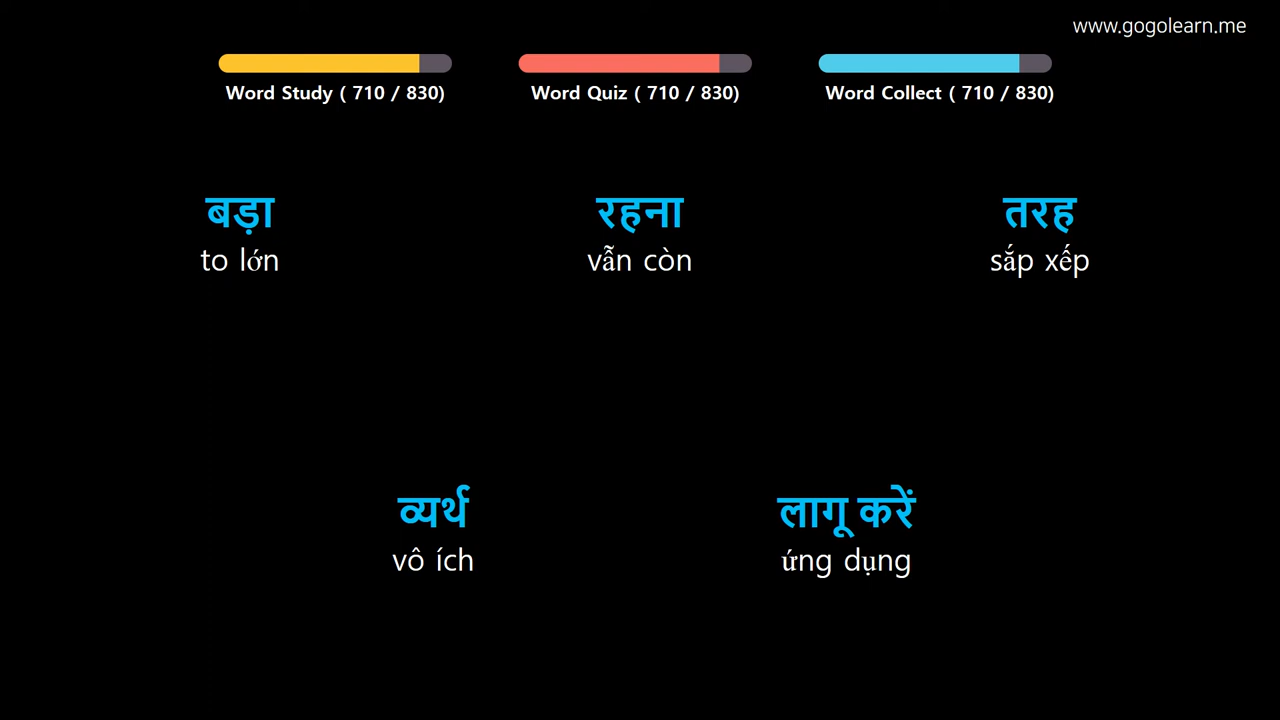 www.gogolearn.me
Word Study ( 710 / 830)
Word Quiz ( 710 / 830)
Word Collect ( 710 / 830)
बड़ा
to lớn
रहना
vẫn còn
तरह
sắp xếp
व्यर्थ
vô ích
लागू करें
ứng dụng